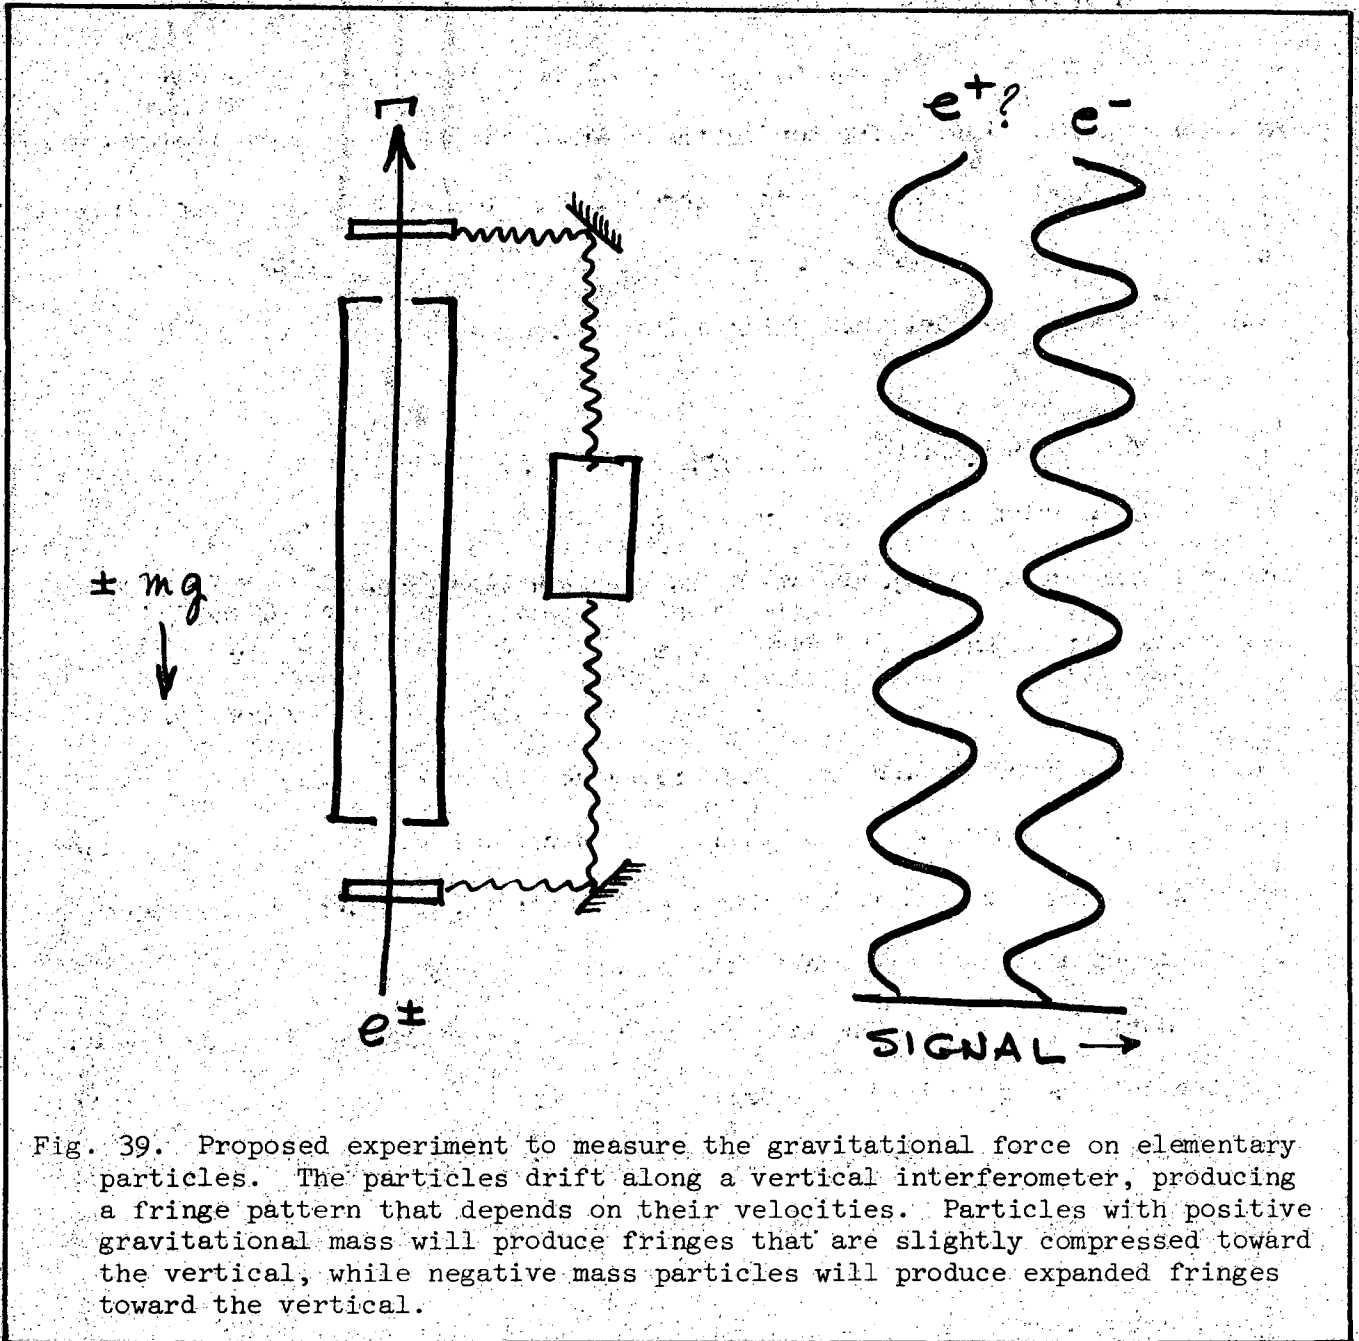 e⁺? e⁻
± mg
e±
SIGNAL →
Fig. 39. Proposed experiment to measure the gravitational force on elementary
particles. The particles drift along a vertical interferometer, producing
a fringe pattern that depends on their velocities. Particles with positive
gravitational mass will produce fringes that are slightly compressed toward
the vertical, while negative mass particles will produce expanded fringes
toward the vertical.